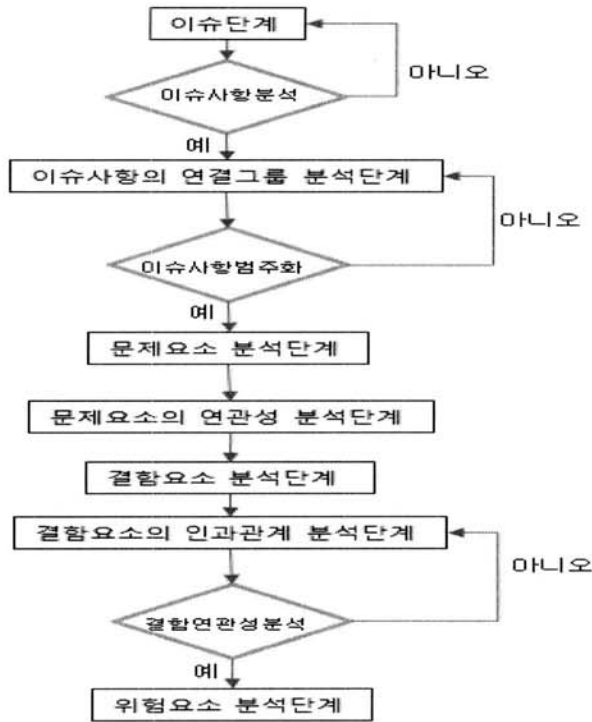 이슈단계
아니오
이슈사항분석
예
이슈사항의 연결그룹 분석단계
아니오
이슈사항범주화
예
문제요소 분석단계
문제요소의 연관성 분석단계
결함요소 분석단계
결함요소의 인과관계 분석단계
아니오
결함연관성분석
예
위험요소 분석단계